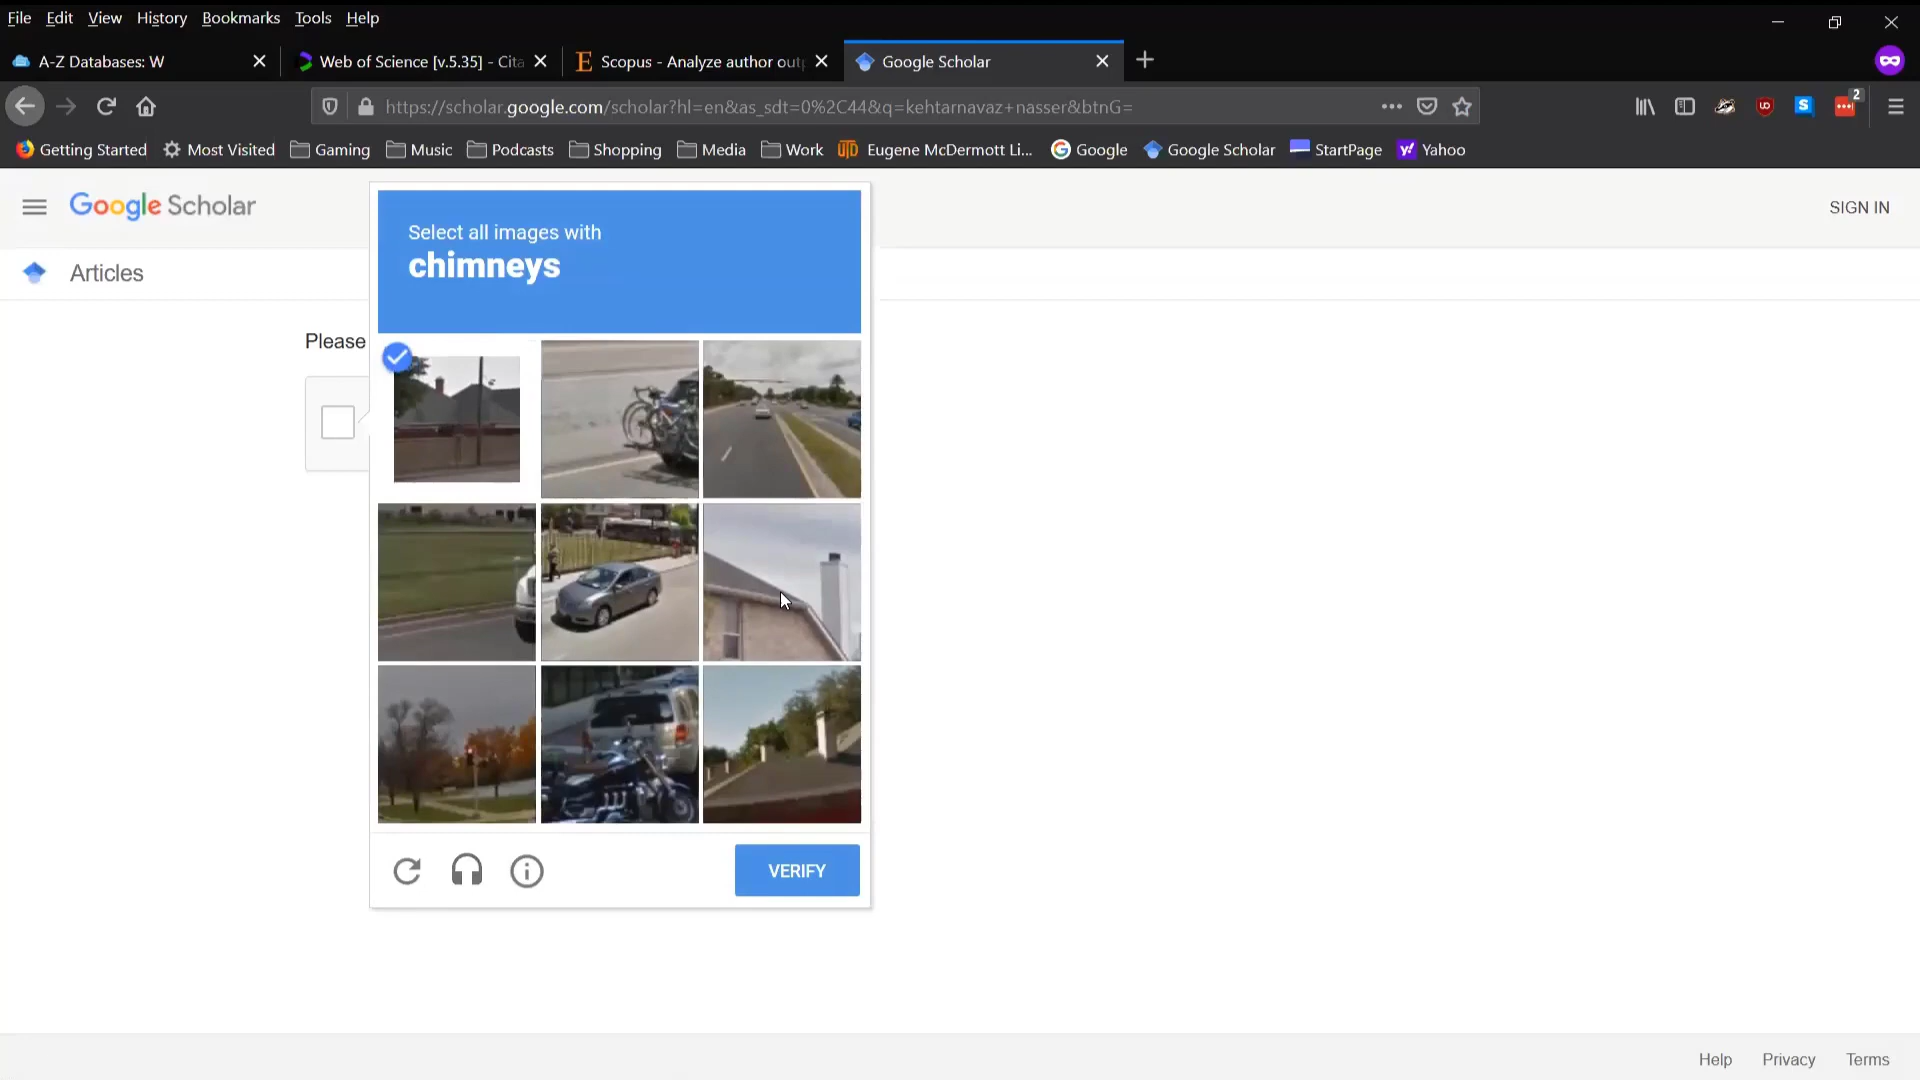 File Edit View History Bookmarks Tools Help
A-Z Databases: W
Web of Science [v.5.35] - Cita
Scopus - Analyze author outp
Google Scholar
https://scholar.google.com/scholar?hl=en&as_sdt=0%2C44&q=kehtarnavaz+nasser&btnG=
2
Getting Started Most Visited Gaming Music Podcasts Shopping Media Work Eugene McDermott Li... Google Google Scholar StartPage Yahoo
Google Scholar
SIGN IN
Articles
Please
Select all images with
chimneys
VERIFY
Help Privacy Terms